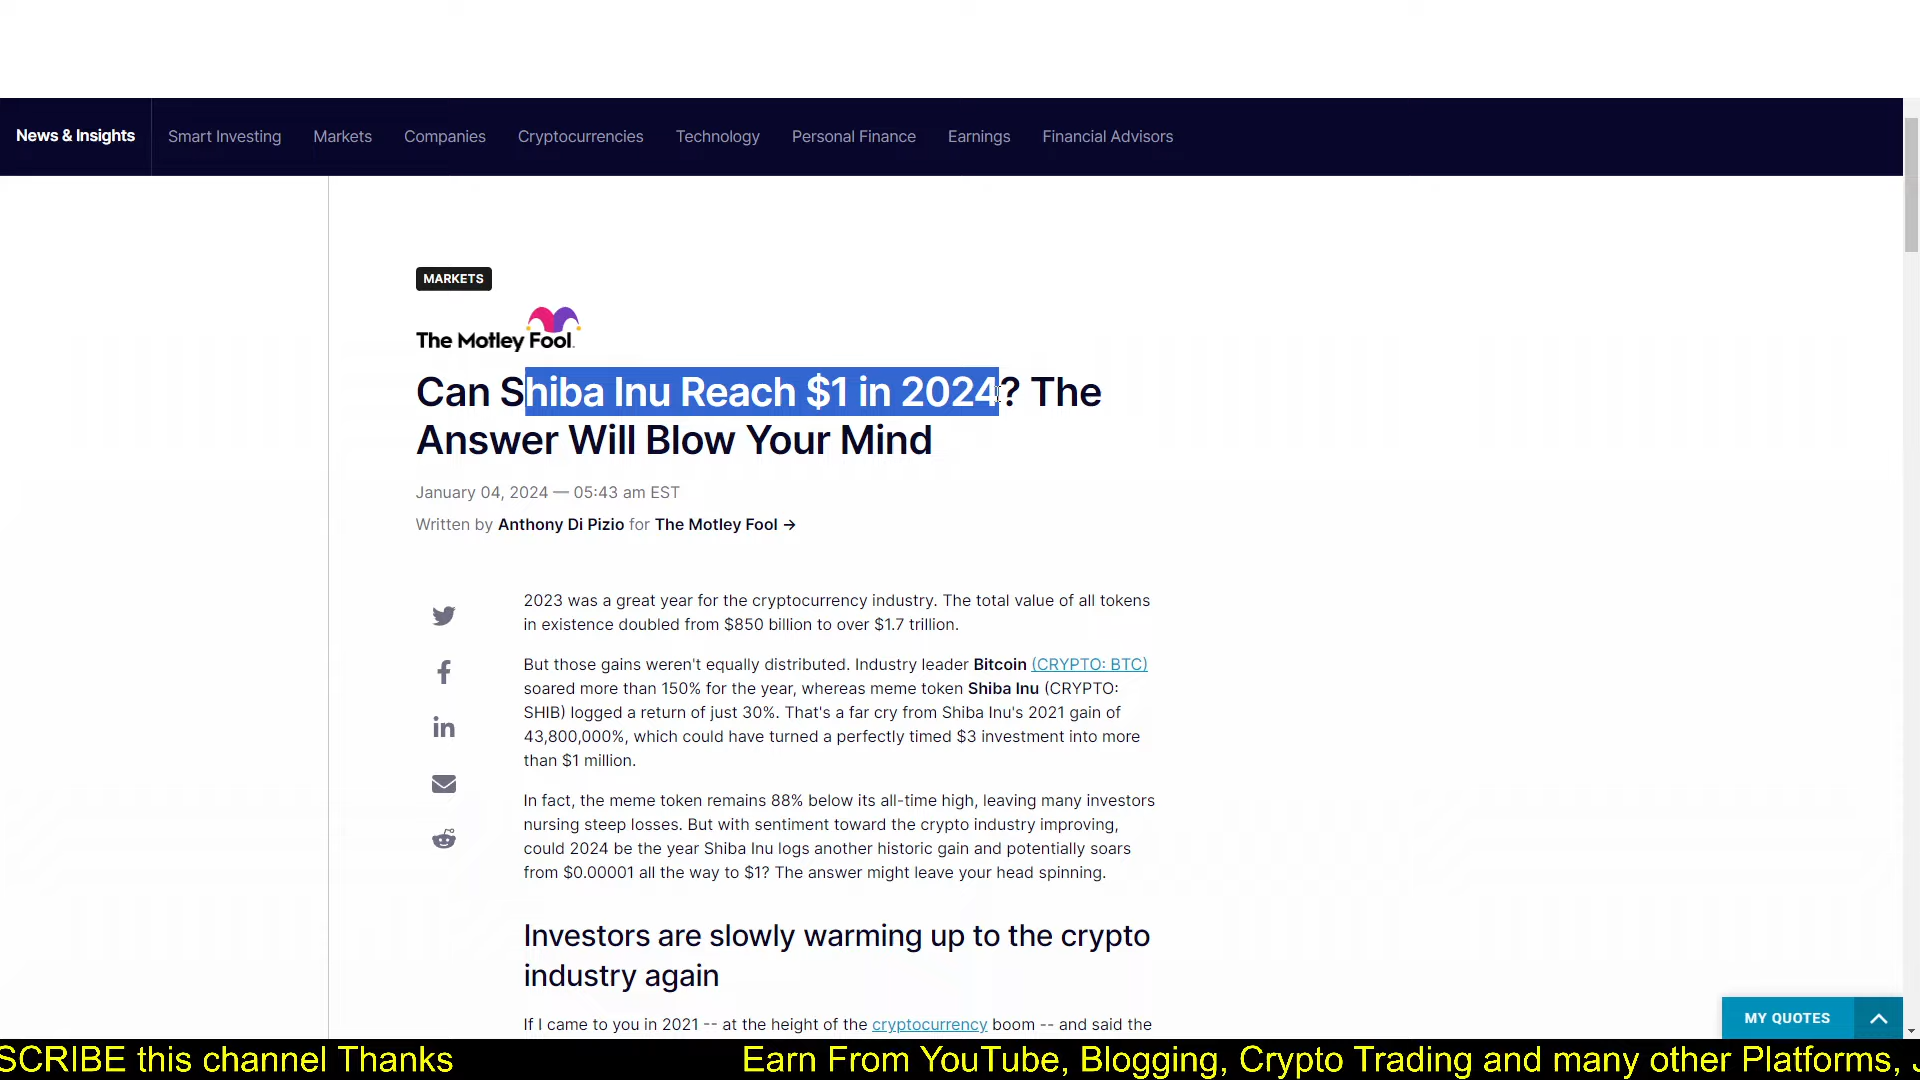 News & Insights
Smart Investing
Markets
Companies
Cryptocurrencies
Technology
Personal Finance
Earnings
Financial Advisors
MARKETS
The Motley Fool.
Can Shiba Inu Reach $1 in 2024? The
Answer Will Blow Your Mind
January 04, 2024 — 05:43 am EST
Written by Anthony Di Pizio for The Motley Fool →
2023 was a great year for the cryptocurrency industry. The total value of all tokens
in existence doubled from $850 billion to over $1.7 trillion.
But those gains weren't equally distributed. Industry leader Bitcoin (CRYPTO: BTC)
soared more than 150% for the year, whereas meme token Shiba Inu (CRYPTO:
SHIB) logged a return of just 30%. That's a far cry from Shiba Inu's 2021 gain of
43,800,000%, which could have turned a perfectly timed $3 investment into more
than $1 million.
In fact, the meme token remains 88% below its all-time high, leaving many investors
nursing steep losses. But with sentiment toward the crypto industry improving,
could 2024 be the year Shiba Inu logs another historic gain and potentially soars
from $0.00001 all the way to $1? The answer might leave your head spinning.
Investors are slowly warming up to the crypto
industry again
If I came to you in 2021 -- at the height of the cryptocurrency boom -- and said the
MY QUOTES
SCRIBE this channel Thanks
Earn From YouTube, Blogging, Crypto Trading and many other Platforms,